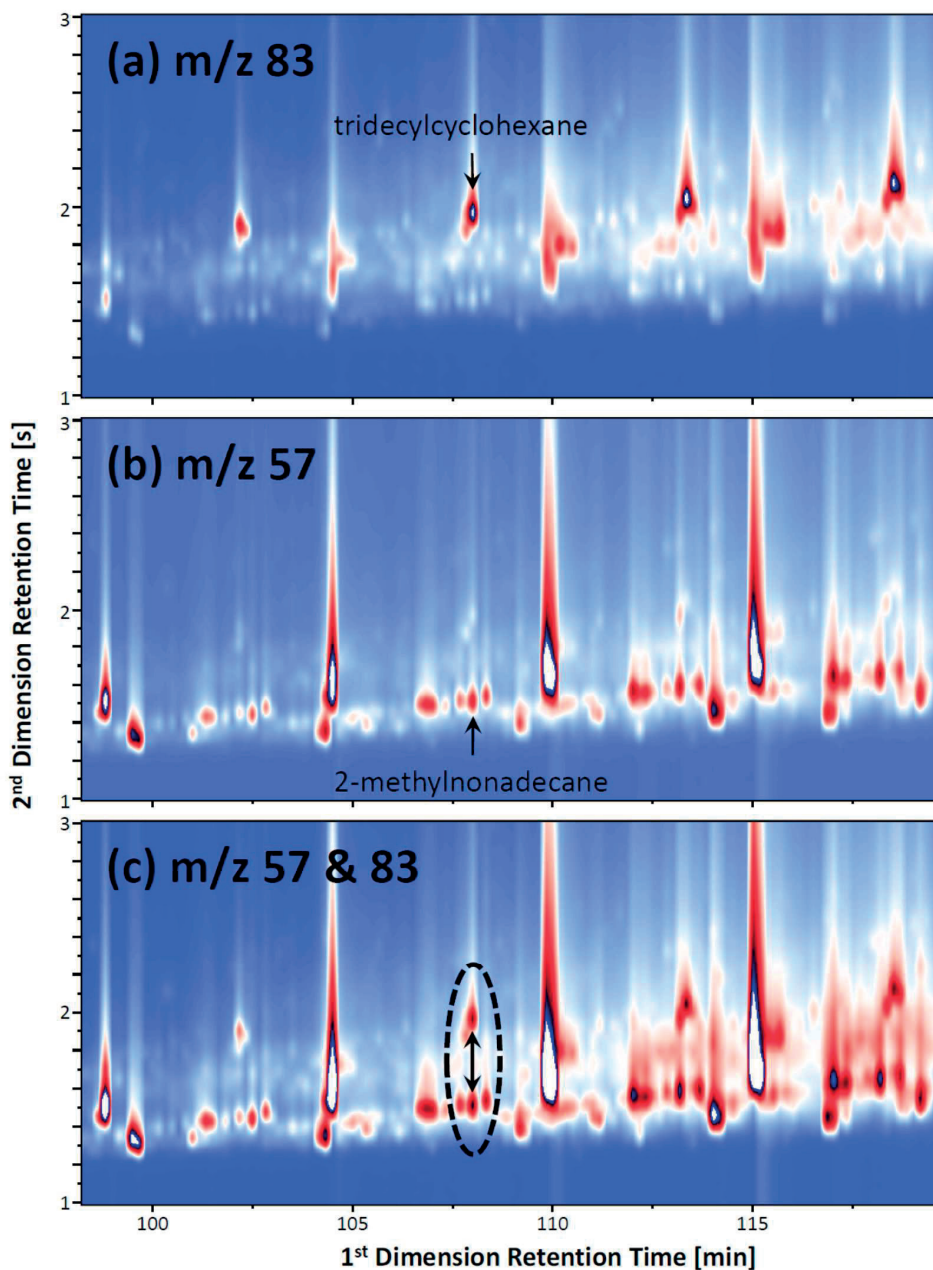 3
(a) m/z 83
tridecylcyclohexane
2
1
3
(b) m/z 57
2
2-methylnonadecane
1
3
(c) m/z 57 & 83
2
1
100 105 110 115
1st Dimension Retention Time [min]
2nd Dimension Retention Time [s]